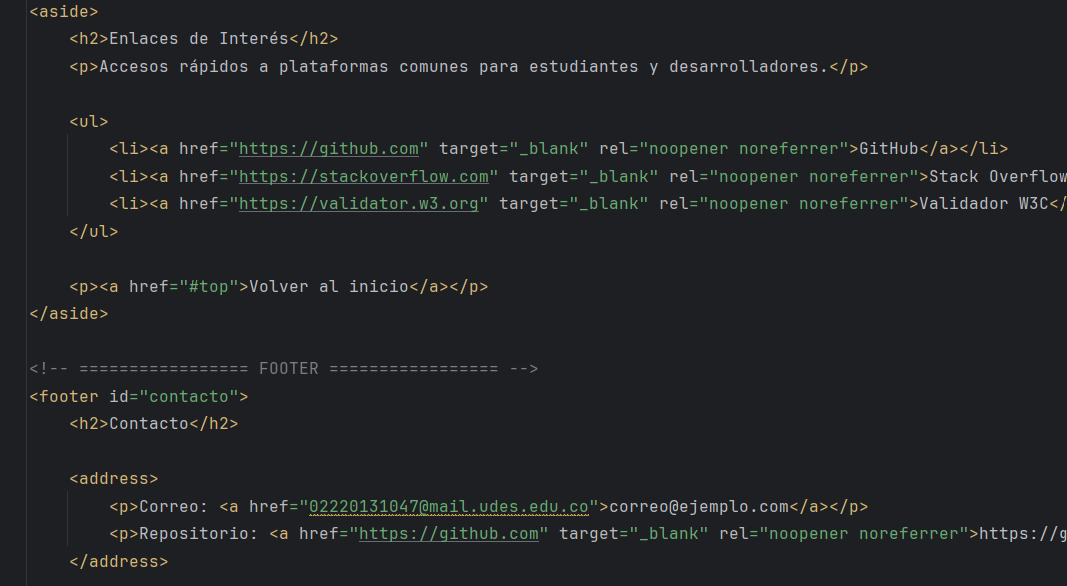 <aside>
<h2>Enlaces de Interés</h2>
<p>Accesos rápidos a plataformas comunes para estudiantes y desarrolladores.</p>
<ul>
<li><a href="https://github.com" target="_blank" rel="noopener noreferrer">GitHub</a></li>
<li><a href="https://stackoverflow.com" target="_blank" rel="noopener noreferrer">Stack Overflow
<li><a href="https://validator.w3.org" target="_blank" rel="noopener noreferrer">Validador W3C</
</ul>
<p><a href="#top">Volver al inicio</a></p>
</aside>
<!-- ================= FOOTER ================= -->
<footer id="contacto">
<h2>Contacto</h2>
<address>
<p>Correo: <a href="02220131047@mail.udes.edu.co">correo@ejemplo.com</a></p>
<p>Repositorio: <a href="https://github.com" target="_blank" rel="noopener noreferrer">https://g
</address>